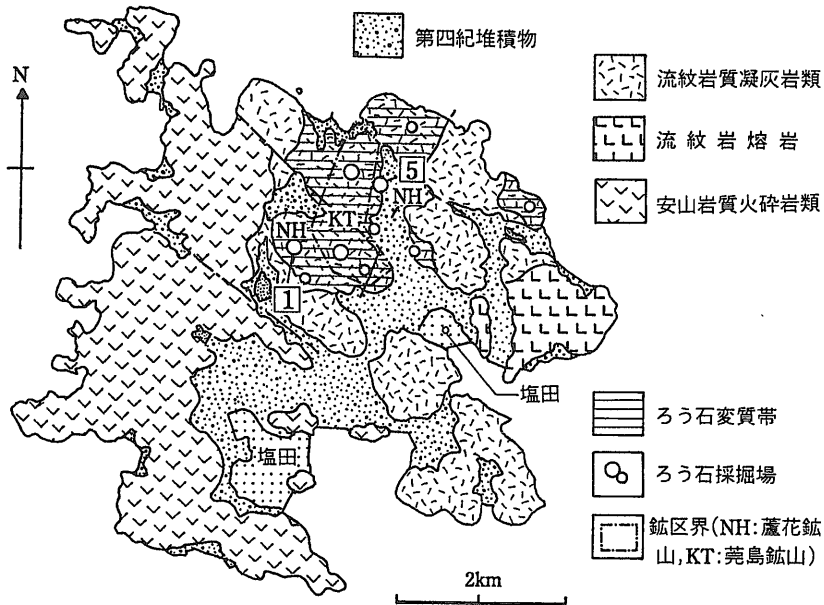 第四紀堆積物
N
流紋岩質凝灰岩類
流紋岩熔岩
安山岩質火砕岩類
5
NH
KT
NH
1
塩田
塩田
ろう石変質帯
ろう石採掘場
鉱区界(NH:蘆花鉱
山,KT:莞島鉱山)
2km